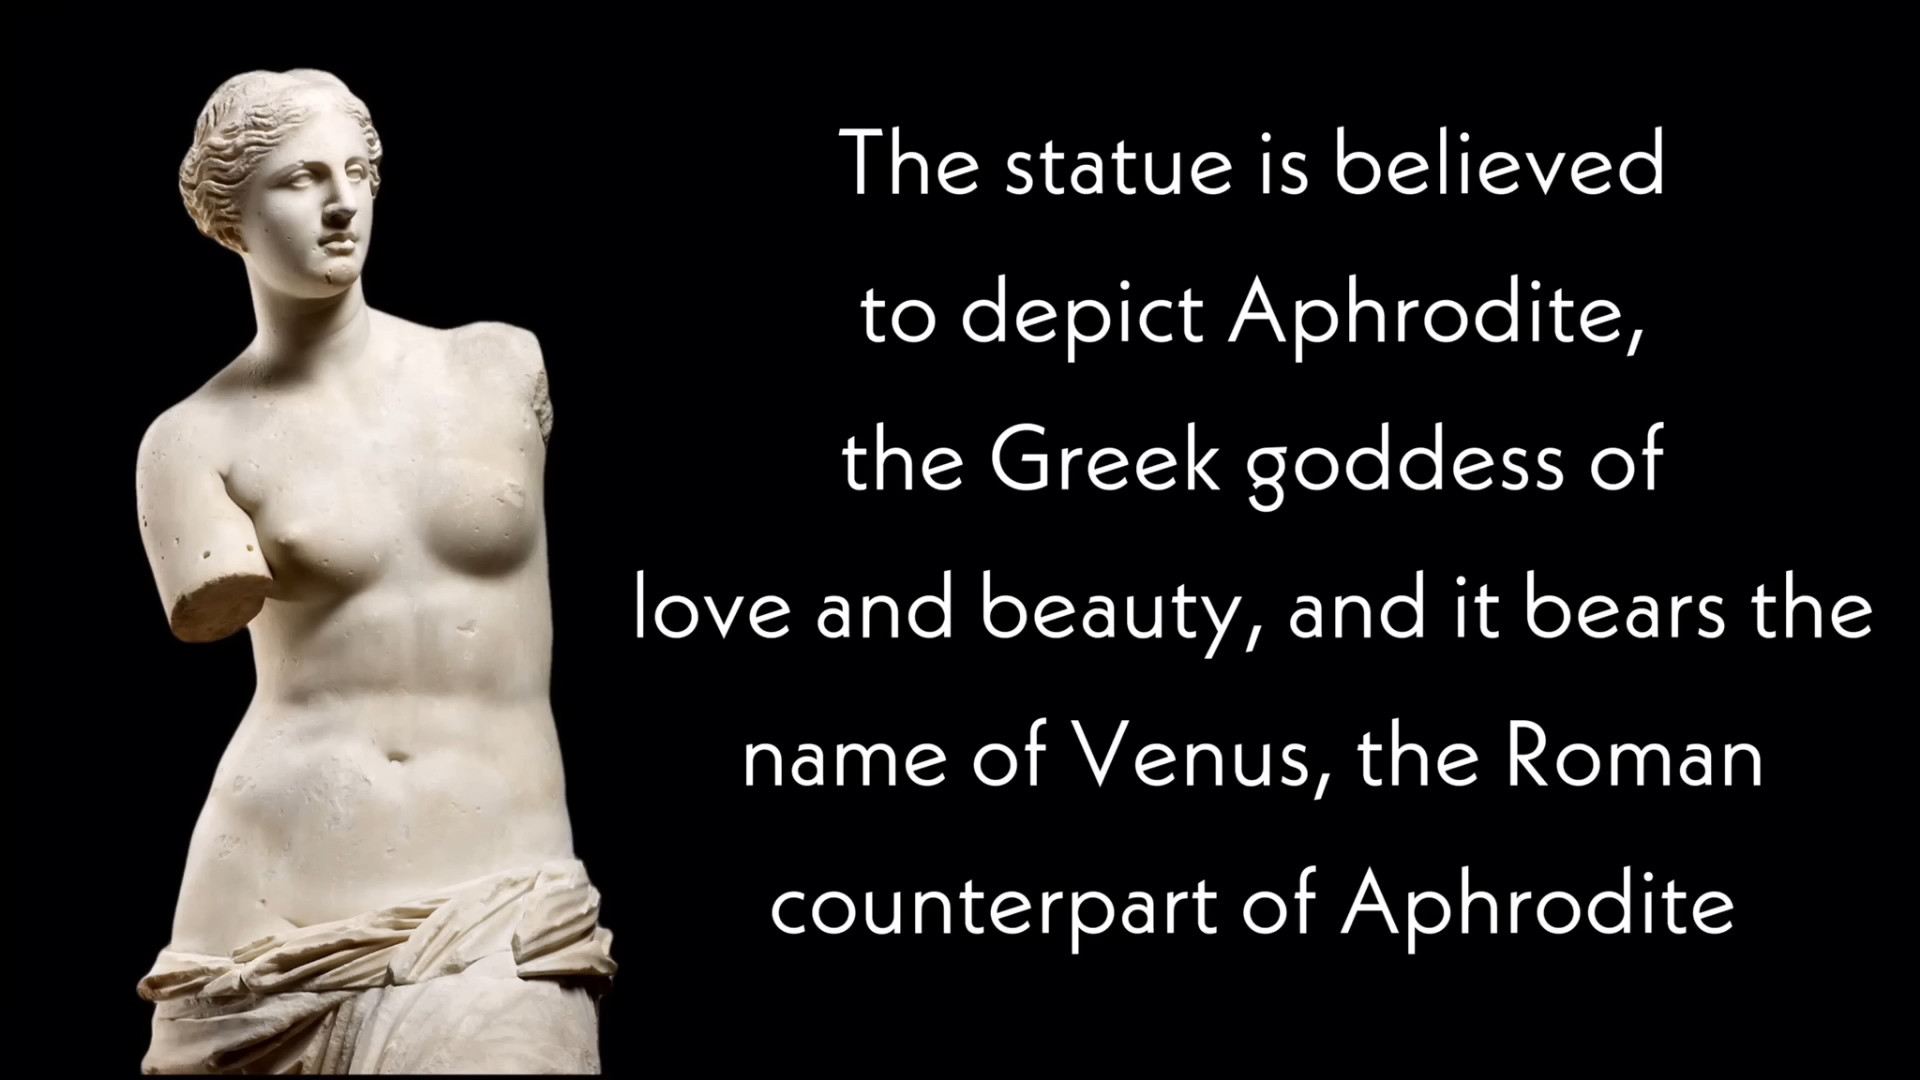 The statue is believed
to depict Aphrodite,
the Greek goddess of
love and beauty, and it bears the
name of Venus, the Roman
counterpart of Aphrodite